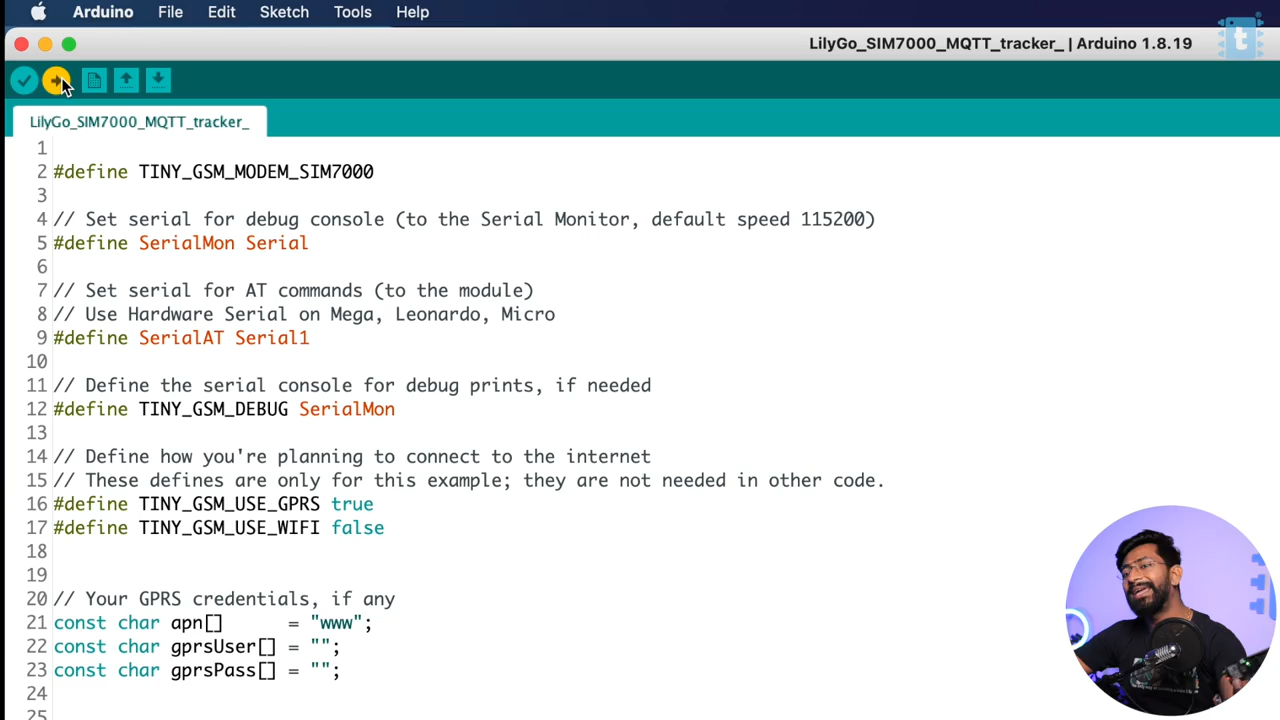 Arduino File Edit Sketch Tools Help
t
LilyGo_SIM7000_MQTT_tracker_ | Arduino 1.8.19
LilyGo_SIM7000_MQTT_tracker_
1
2 #define TINY_GSM_MODEM_SIM7000
3
4 // Set serial for debug console (to the Serial Monitor, default speed 115200)
5 #define SerialMon Serial
6
7 // Set serial for AT commands (to the module)
8 // Use Hardware Serial on Mega, Leonardo, Micro
9 #define SerialAT Serial1
10
11 // Define the serial console for debug prints, if needed
12 #define TINY_GSM_DEBUG SerialMon
13
14 // Define how you're planning to connect to the internet
15 // These defines are only for this example; they are not needed in other code.
16 #define TINY_GSM_USE_GPRS true
17 #define TINY_GSM_USE_WIFI false
18
19
20 // Your GPRS credentials, if any
21 const char apn[] = "www";
22 const char gprsUser[] = "";
23 const char gprsPass[] = "";
24
25